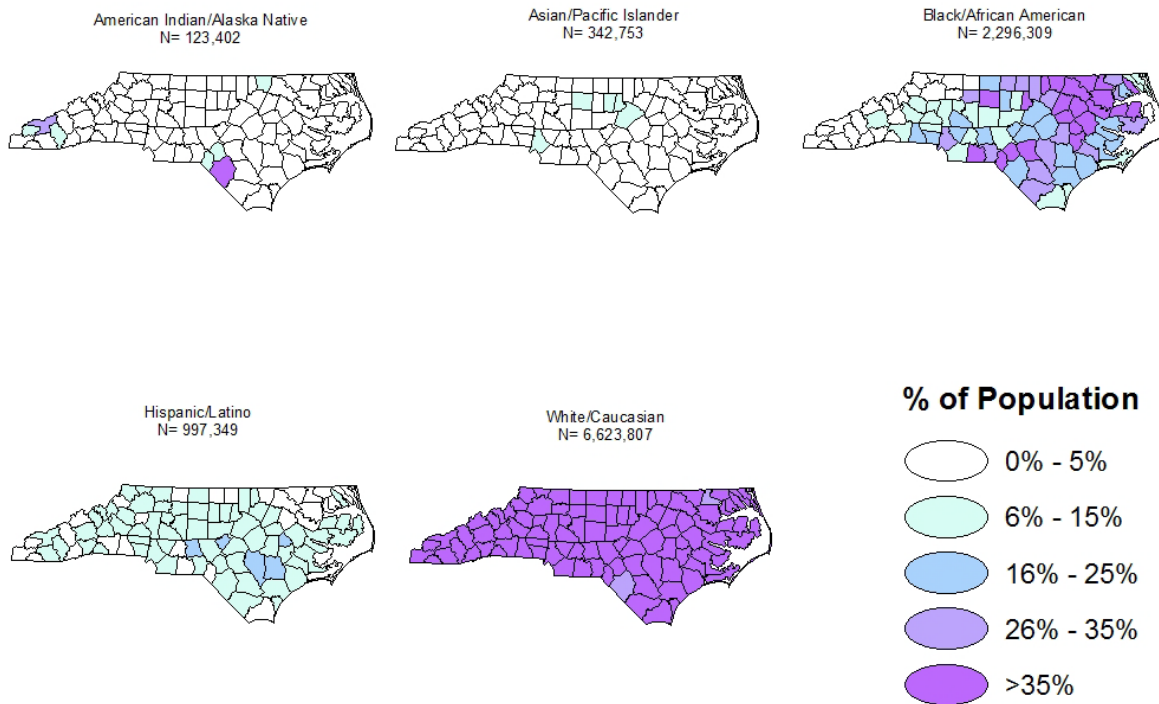 American Indian/Alaska Native
N= 123,402
Asian/Pacific Islander
N= 342,753
Black/African American
N= 2,296,309
Hispanic/Latino
N= 997,349
White/Caucasian
N= 6,623,807
% of Population
0% - 5%
6% - 15%
16% - 25%
26% - 35%
>35%